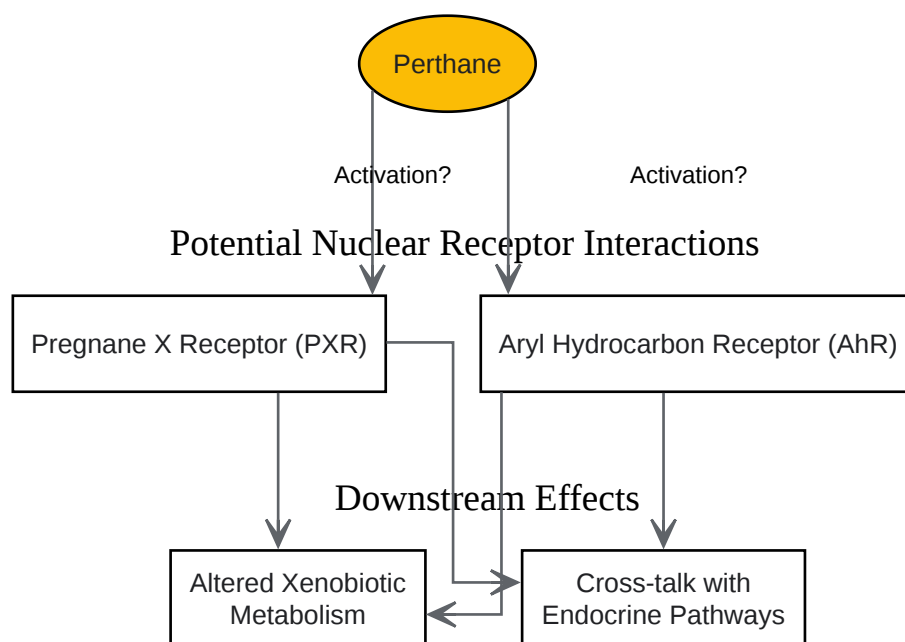 Perthane
Activation?
Activation?
Potential Nuclear Receptor Interactions
Pregnane X Receptor (PXR)
Aryl Hydrocarbon Receptor (AhR)
Downstream Effects
Altered Xenobiotic
Metabolism
Cross-talk with
Endocrine Pathways